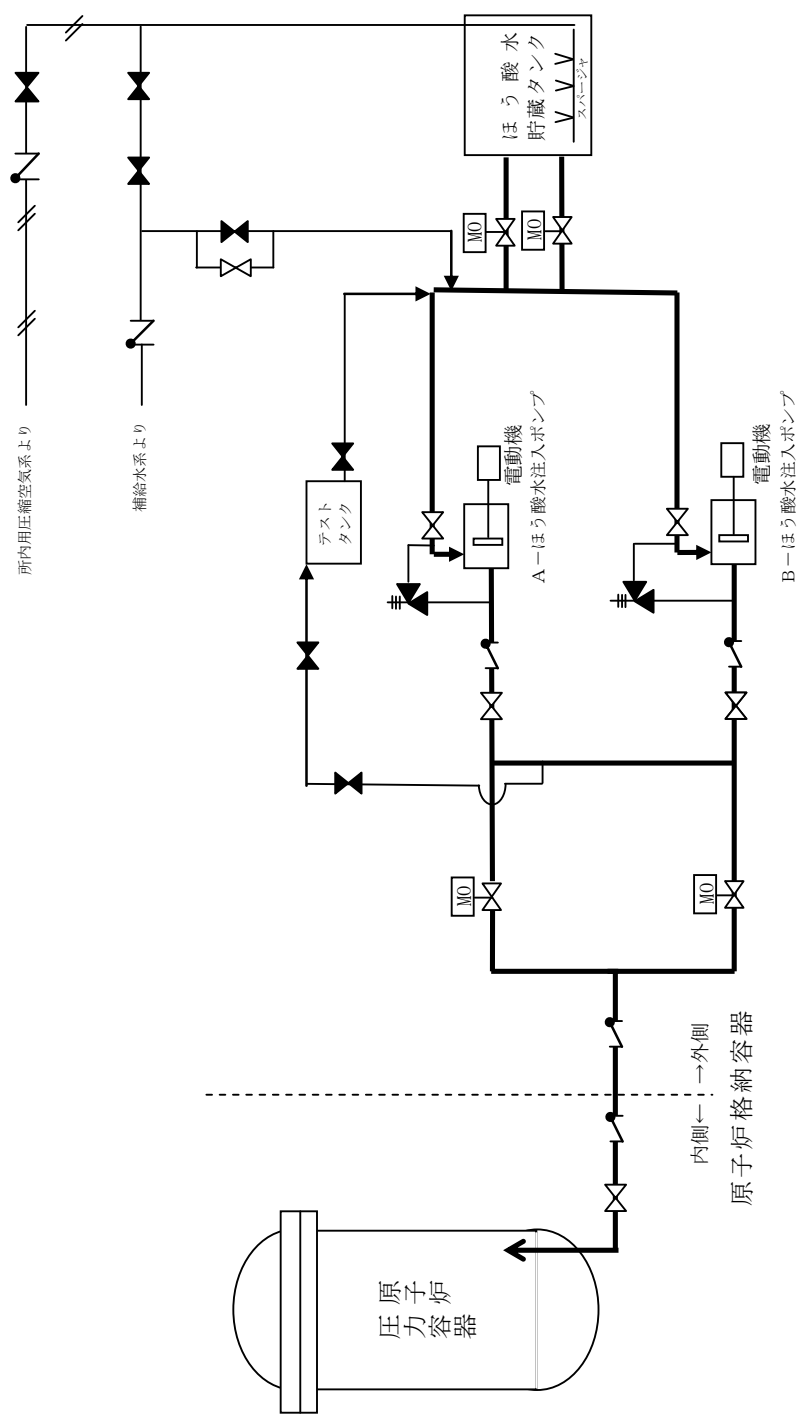 所内用圧縮空気系より
補給水系より
ほう酸水
貯蔵タンク
スパージャ
MO
MO
テスト
タンク
電動機
A－ほう酸水注入ポンプ
電動機
B－ほう酸水注入ポンプ
MO
MO
内側← →外側
原子炉格納容器
原子炉
圧力容器